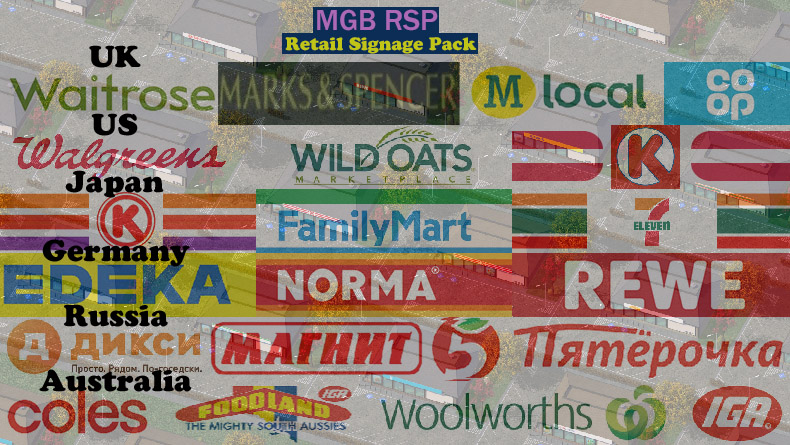 MGB RSP
Retail Signage Pack
UK
Waitrose MARKS&SPENCER M local co op
US
Walgreens WILD OATS MARKETPLACE K
Japan
K FamilyMart 7 ELEVEN
Germany
EDEKA NORMA® REWE
Russia
Д ДИКСИ Просто. Рядом. По-соседски. МАГНИТ 5 Пятёрочка
Australia
coles FOODLAND IGA THE MIGHTY SOUTH AUSSIES woolworths IGA